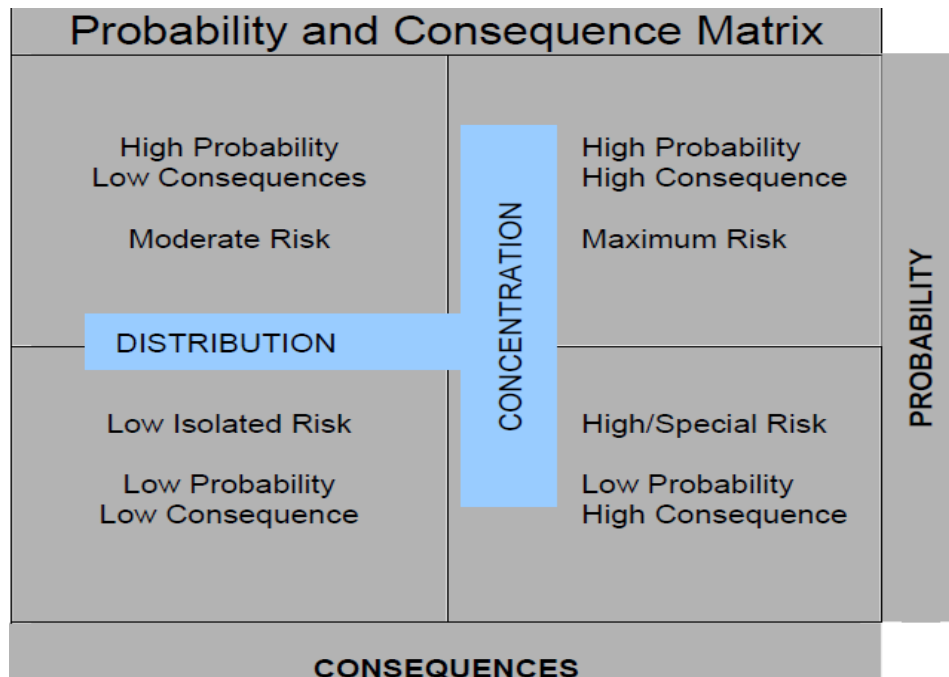 Probability and Consequence Matrix
High Probability
Low Consequences
Moderate Risk
High Probability
High Consequence
Maximum Risk
DISTRIBUTION
CONCENTRATION
PROBABILITY
Low Isolated Risk
Low Probability
Low Consequence
High/Special Risk
Low Probability
High Consequence
CONSEQUENCES